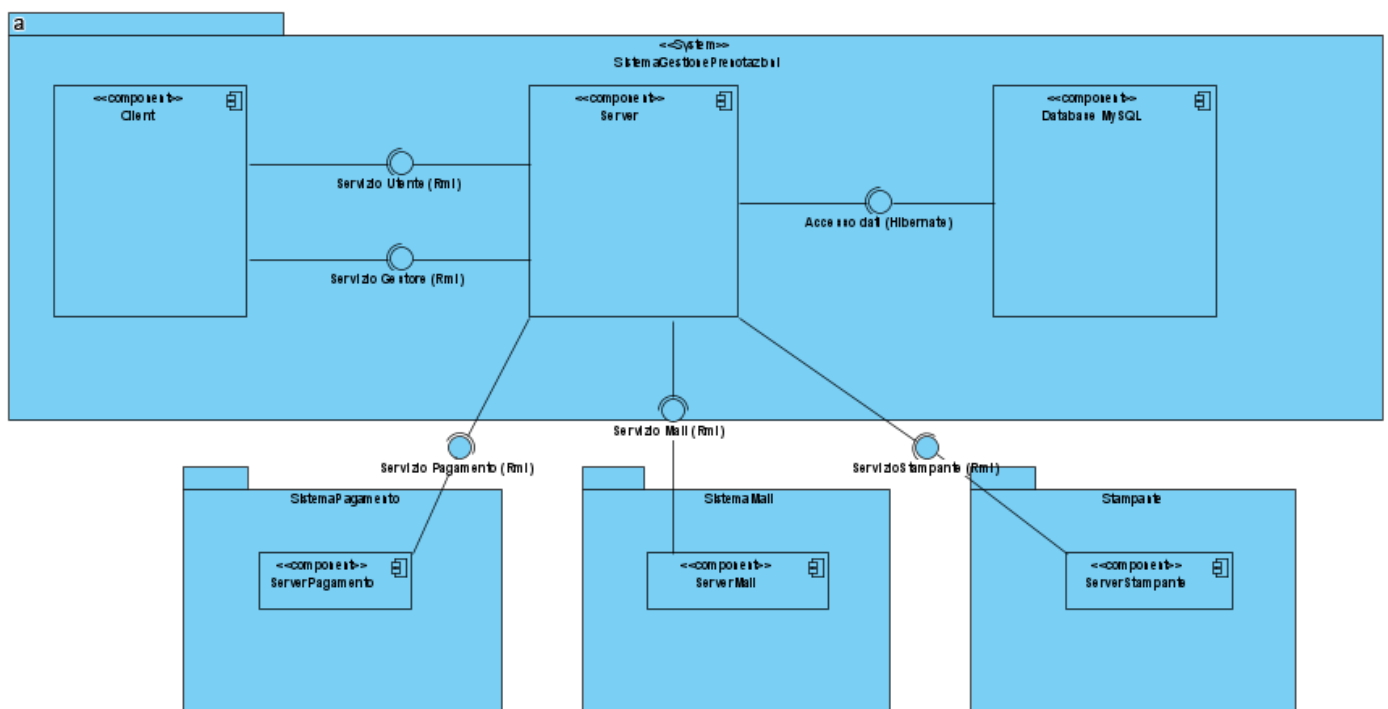 a
<<System>>
SistemaGestionePrenotazioni
<<component>>
Client
<<component>>
Server
<<component>>
Database MySQL
Servizio Utente (Rmi)
Accesso dati (Hibernate)
Servizio Gestore (Rmi)
Servizio Mail (Rmi)
Servizio Pagamento (Rmi)
ServizioStampante (Rmi)
SistemaPagamento
SistemaMail
Stampante
<<component>>
ServerPagamento
<<component>>
ServerMail
<<component>>
ServerStampante